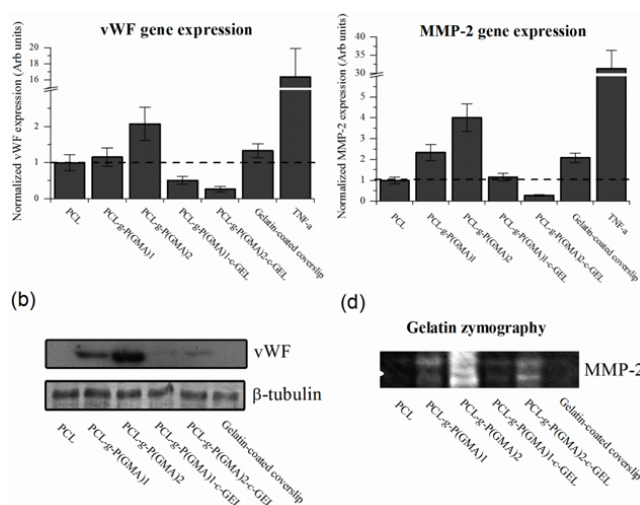 vWF gene expression
Normalized vWF expression (Arb units)
20
16
2
1
0
PCL
PCL-g-P(GMA)1
PCL-g-P(GMA)2
PCL-g-P(GMA)1-c-GEL
PCL-g-P(GMA)2-c-GEL
Gelatin-coated coverslip
TNF-a
MMP-2 gene expression
Normalized MMP-2 expression (Arb units)
35
30
5
4
3
2
1
0
PCL
PCL-g-P(GMA)1
PCL-g-P(GMA)2
PCL-g-P(GMA)1-c-GEL
PCL-g-P(GMA)2-c-GEL
Gelatin-coated coverslip
TNF-a
(b)
vWF
β-tubulin
PCL
PCL-g-P(GMA)1
PCL-g-P(GMA)2
PCL-g-P(GMA)1-c-GEL
PCL-g-P(GMA)2-c-GEL
Gelatin-coated coverslip
(d)
Gelatin zymography
MMP-2
PCL
PCL-g-P(GMA)1
PCL-g-P(GMA)2
PCL-g-P(GMA)1-c-GEL
PCL-g-P(GMA)2-c-GEL
Gelatin-coated coverslip